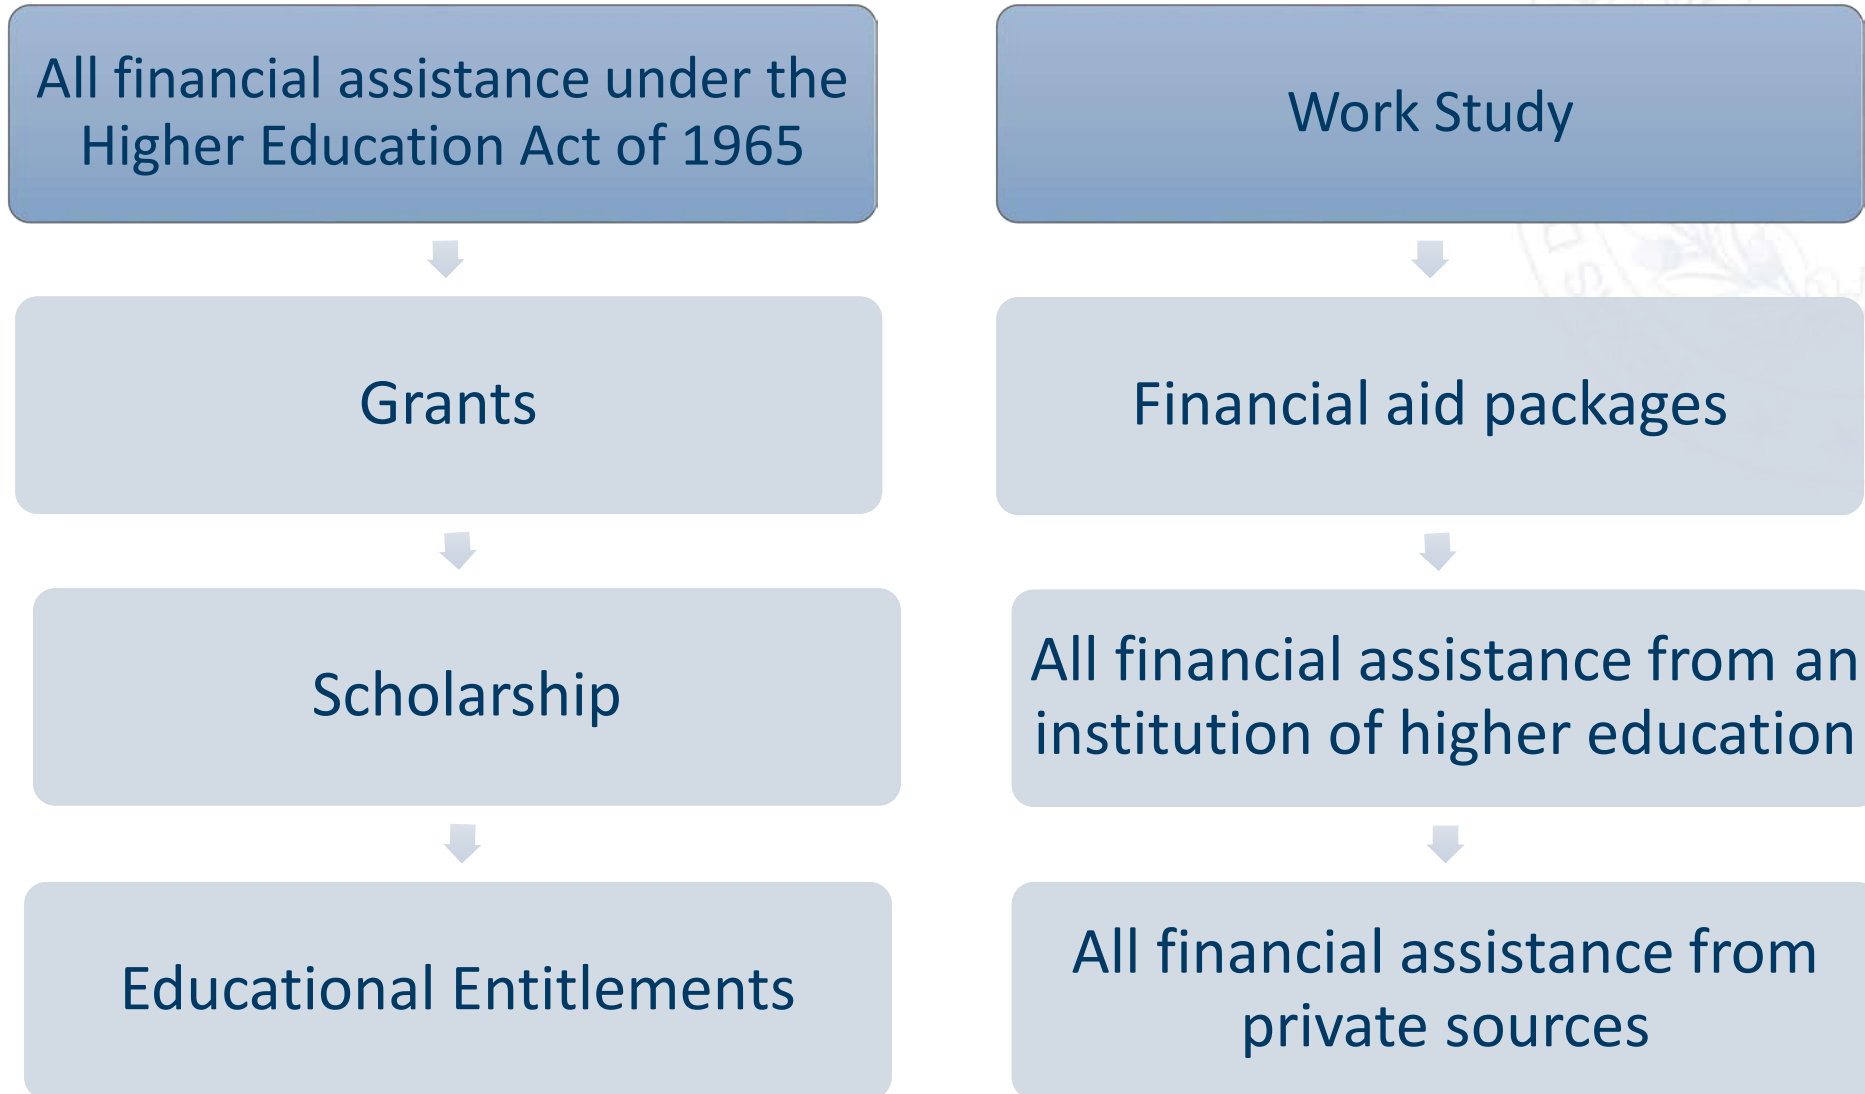 All financial assistance under the
Higher Education Act of 1965
Grants
Scholarship
Educational Entitlements
Work Study
Financial aid packages
All financial assistance from an
institution of higher education
All financial assistance from
private sources